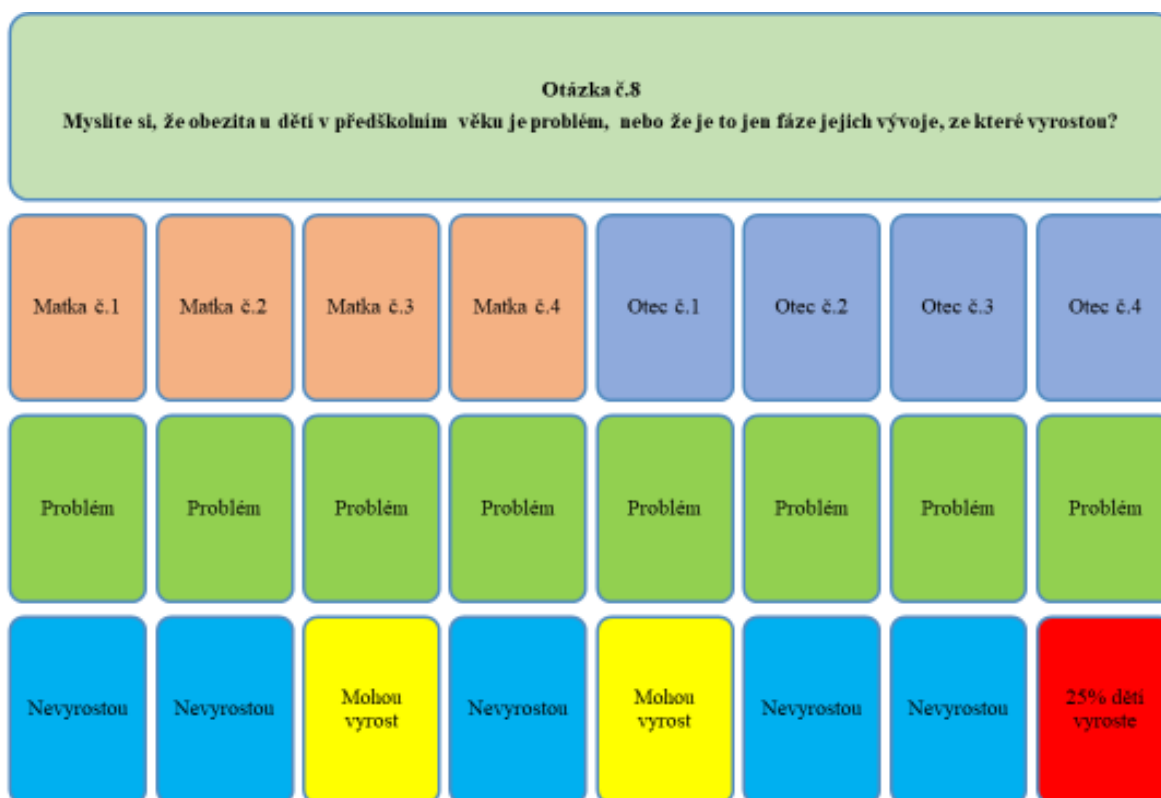 Otázka č.8
Myslíte si, že obezita u dětí v předškolním věku je problém, nebo že je to jen fáze jejich vývoje, ze které vyrostou?
Matka č.1
Matka č.2
Matka č.3
Matka č.4
Otec č.1
Otec č.2
Otec č.3
Otec č.4
Problém
Problém
Problém
Problém
Problém
Problém
Problém
Problém
Nevyrostou
Nevyrostou
Mohou
vyrost
Nevyrostou
Mohou
vyrost
Nevyrostou
Nevyrostou
25% dětí
vyroste